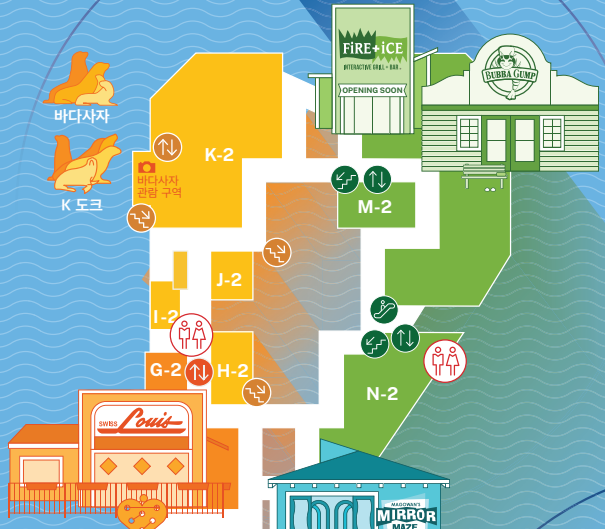 FiRE+iCE
INTERACTIVE GRILL + BAR
OPENING SOON
BUBBA GUMP
바다사자
K-2
바다사자
관람 구역
K 도크
M-2
J-2
I-2
G-2
H-2
N-2
SWISS Louis
MAGOWAN'S
MIRROR
MAZE